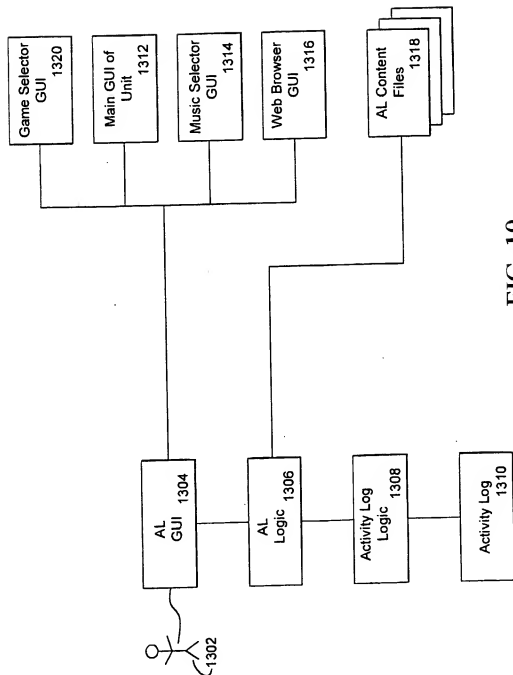 Game Selector
GUI
1320
Main GUI of
Unit
1312
Music Selector
GUI
1314
Web Browser
GUI
1316
AL Content
Files
1318
AL
GUI
1304
AL
Logic
1306
Activity Log
Logic
1308
Activity Log
1310
1302
FIG.